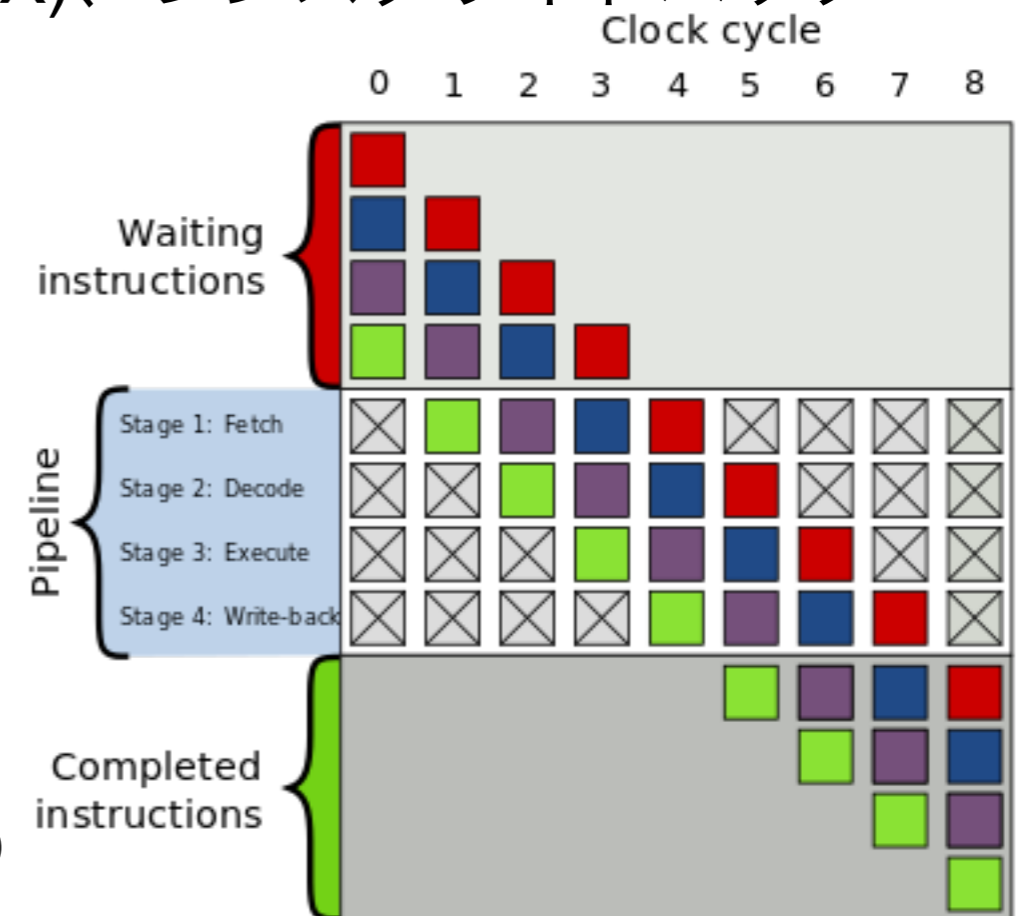 Clock cycle
0 1 2 3 4 5 6 7 8
Waiting
instructions
Pipeline
Stage 1: Fetch
Stage 2: Decode
Stage 3: Execute
Stage 4: Write-back
Completed
instructions